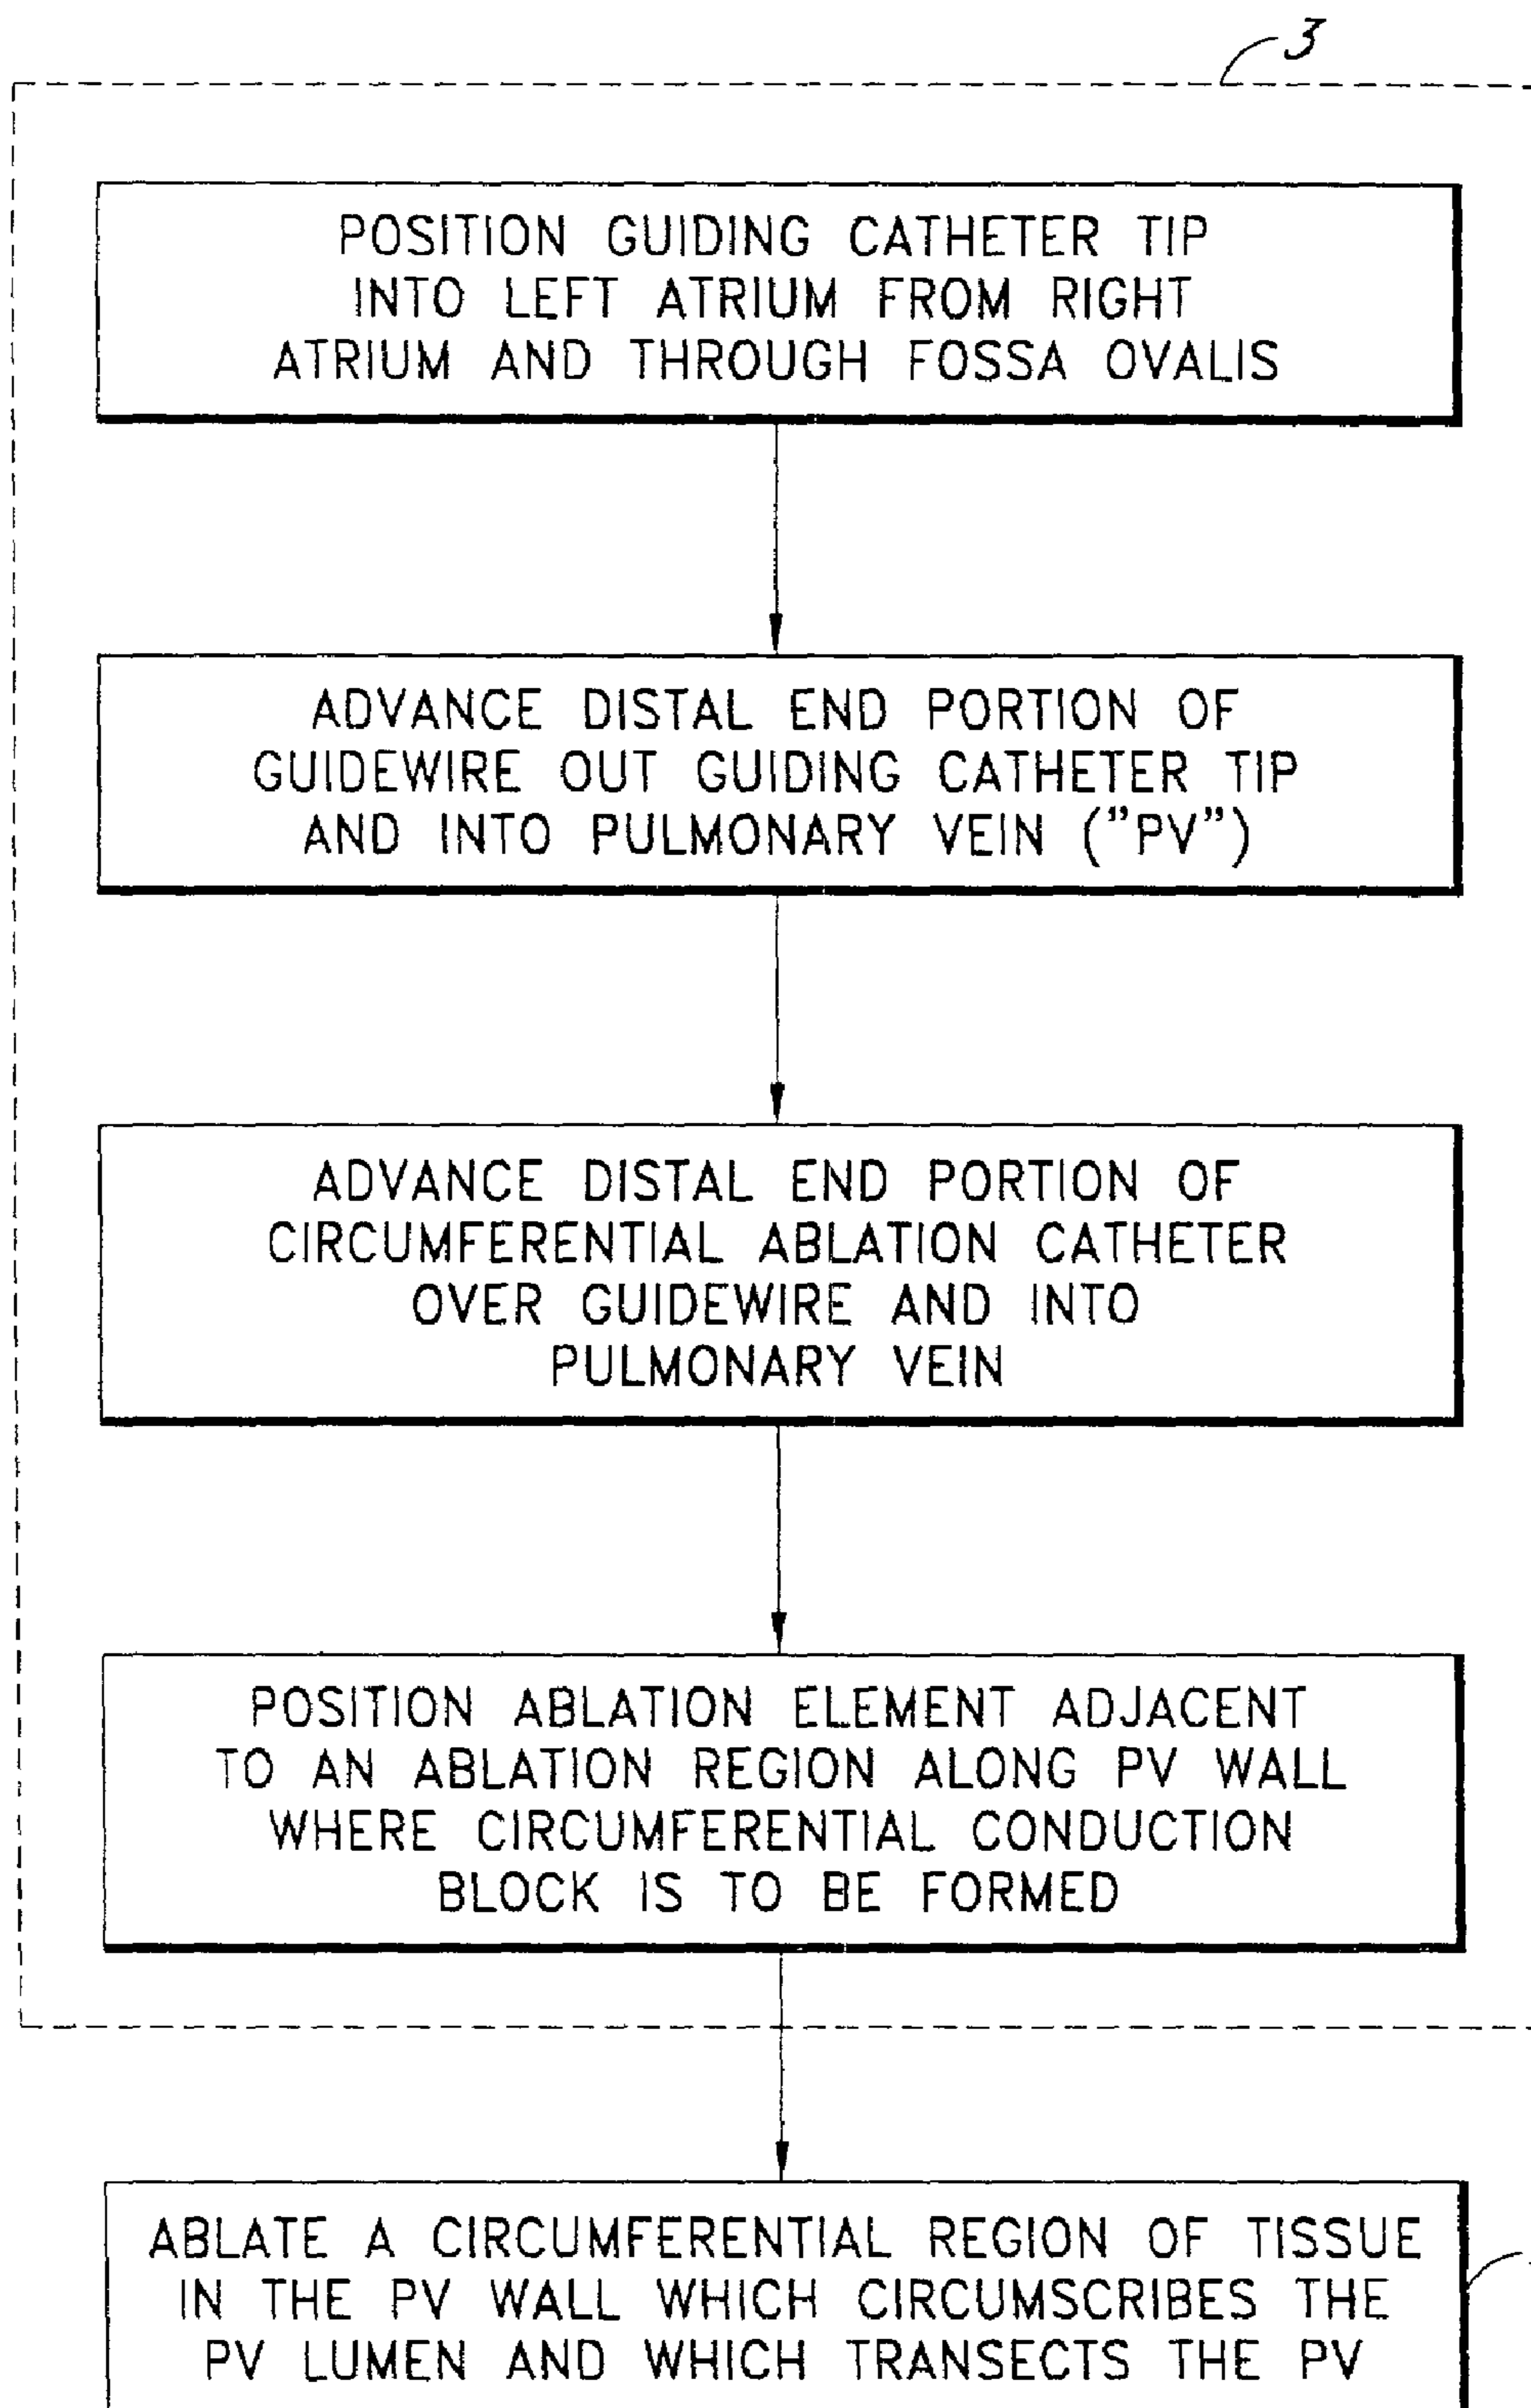 3
POSITION GUIDING CATHETER TIP
INTO LEFT ATRIUM FROM RIGHT
ATRIUM AND THROUGH FOSSA OVALIS
ADVANCE DISTAL END PORTION OF
GUIDEWIRE OUT GUIDING CATHETER TIP
AND INTO PULMONARY VEIN ("PV")
ADVANCE DISTAL END PORTION OF
CIRCUMFERENTIAL ABLATION CATHETER
OVER GUIDEWIRE AND INTO
PULMONARY VEIN
POSITION ABLATION ELEMENT ADJACENT
TO AN ABLATION REGION ALONG PV WALL
WHERE CIRCUMFERENTIAL CONDUCTION
BLOCK IS TO BE FORMED
ABLATE A CIRCUMFERENTIAL REGION OF TISSUE
IN THE PV WALL WHICH CIRCUMSCRIBES THE
PV LUMEN AND WHICH TRANSECTS THE PV